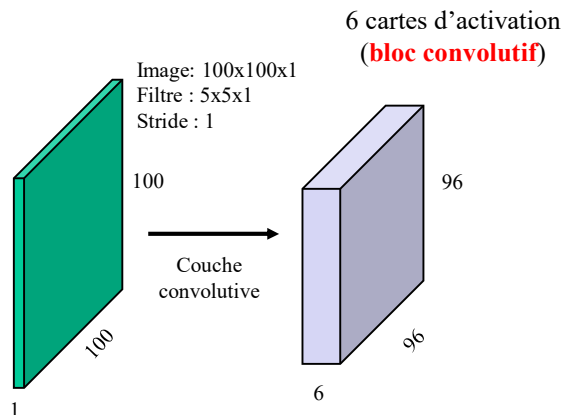 6 cartes d’activation
(bloc convolutif)
Image: 100x100x1
Filtre : 5x5x1
Stride : 1
100
96
Couche
convolutive
100
96
1
6